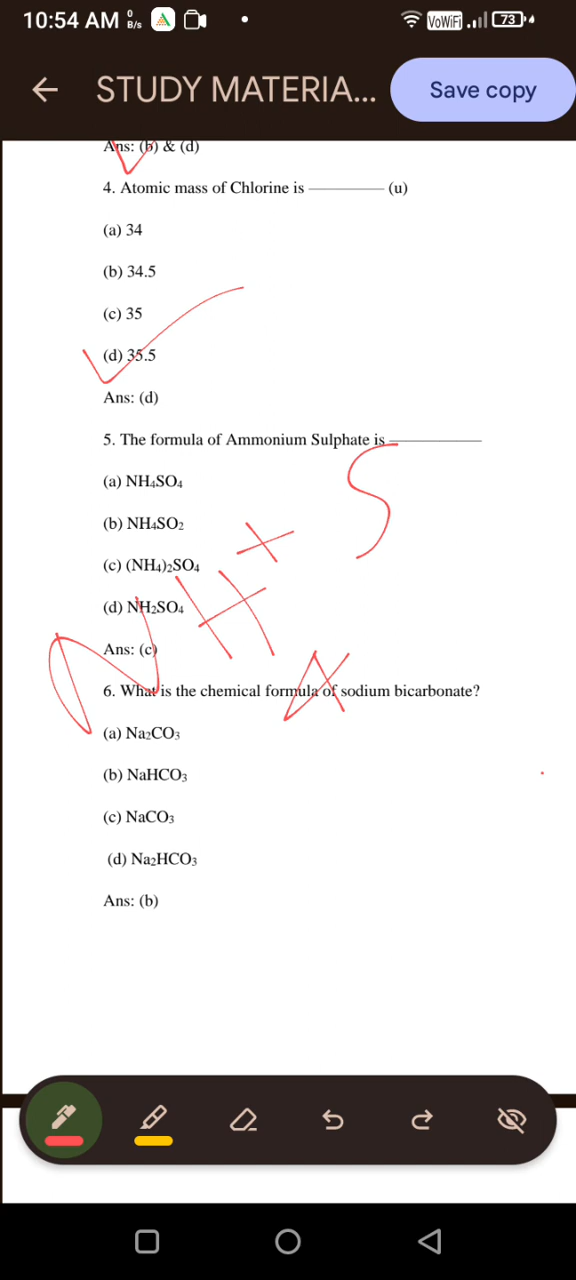 10:54 AM 0 B/s VoWiFi 73
STUDY MATERIA... Save copy
Ans: (b) & (d)
4. Atomic mass of Chlorine is ———— (u)
(a) 34
(b) 34.5
(c) 35
(d) 35.5
Ans: (d)
5. The formula of Ammonium Sulphate is ————
(a) NH₄SO₄
(b) NH₄SO₂
(c) (NH₄)₂SO₄
(d) NH₂SO₄
Ans: (c)
6. What is the chemical formula of sodium bicarbonate?
(a) Na₂CO₃
(b) NaHCO₃
(c) NaCO₃
(d) Na₂HCO₃
Ans: (b)
NH4+ S